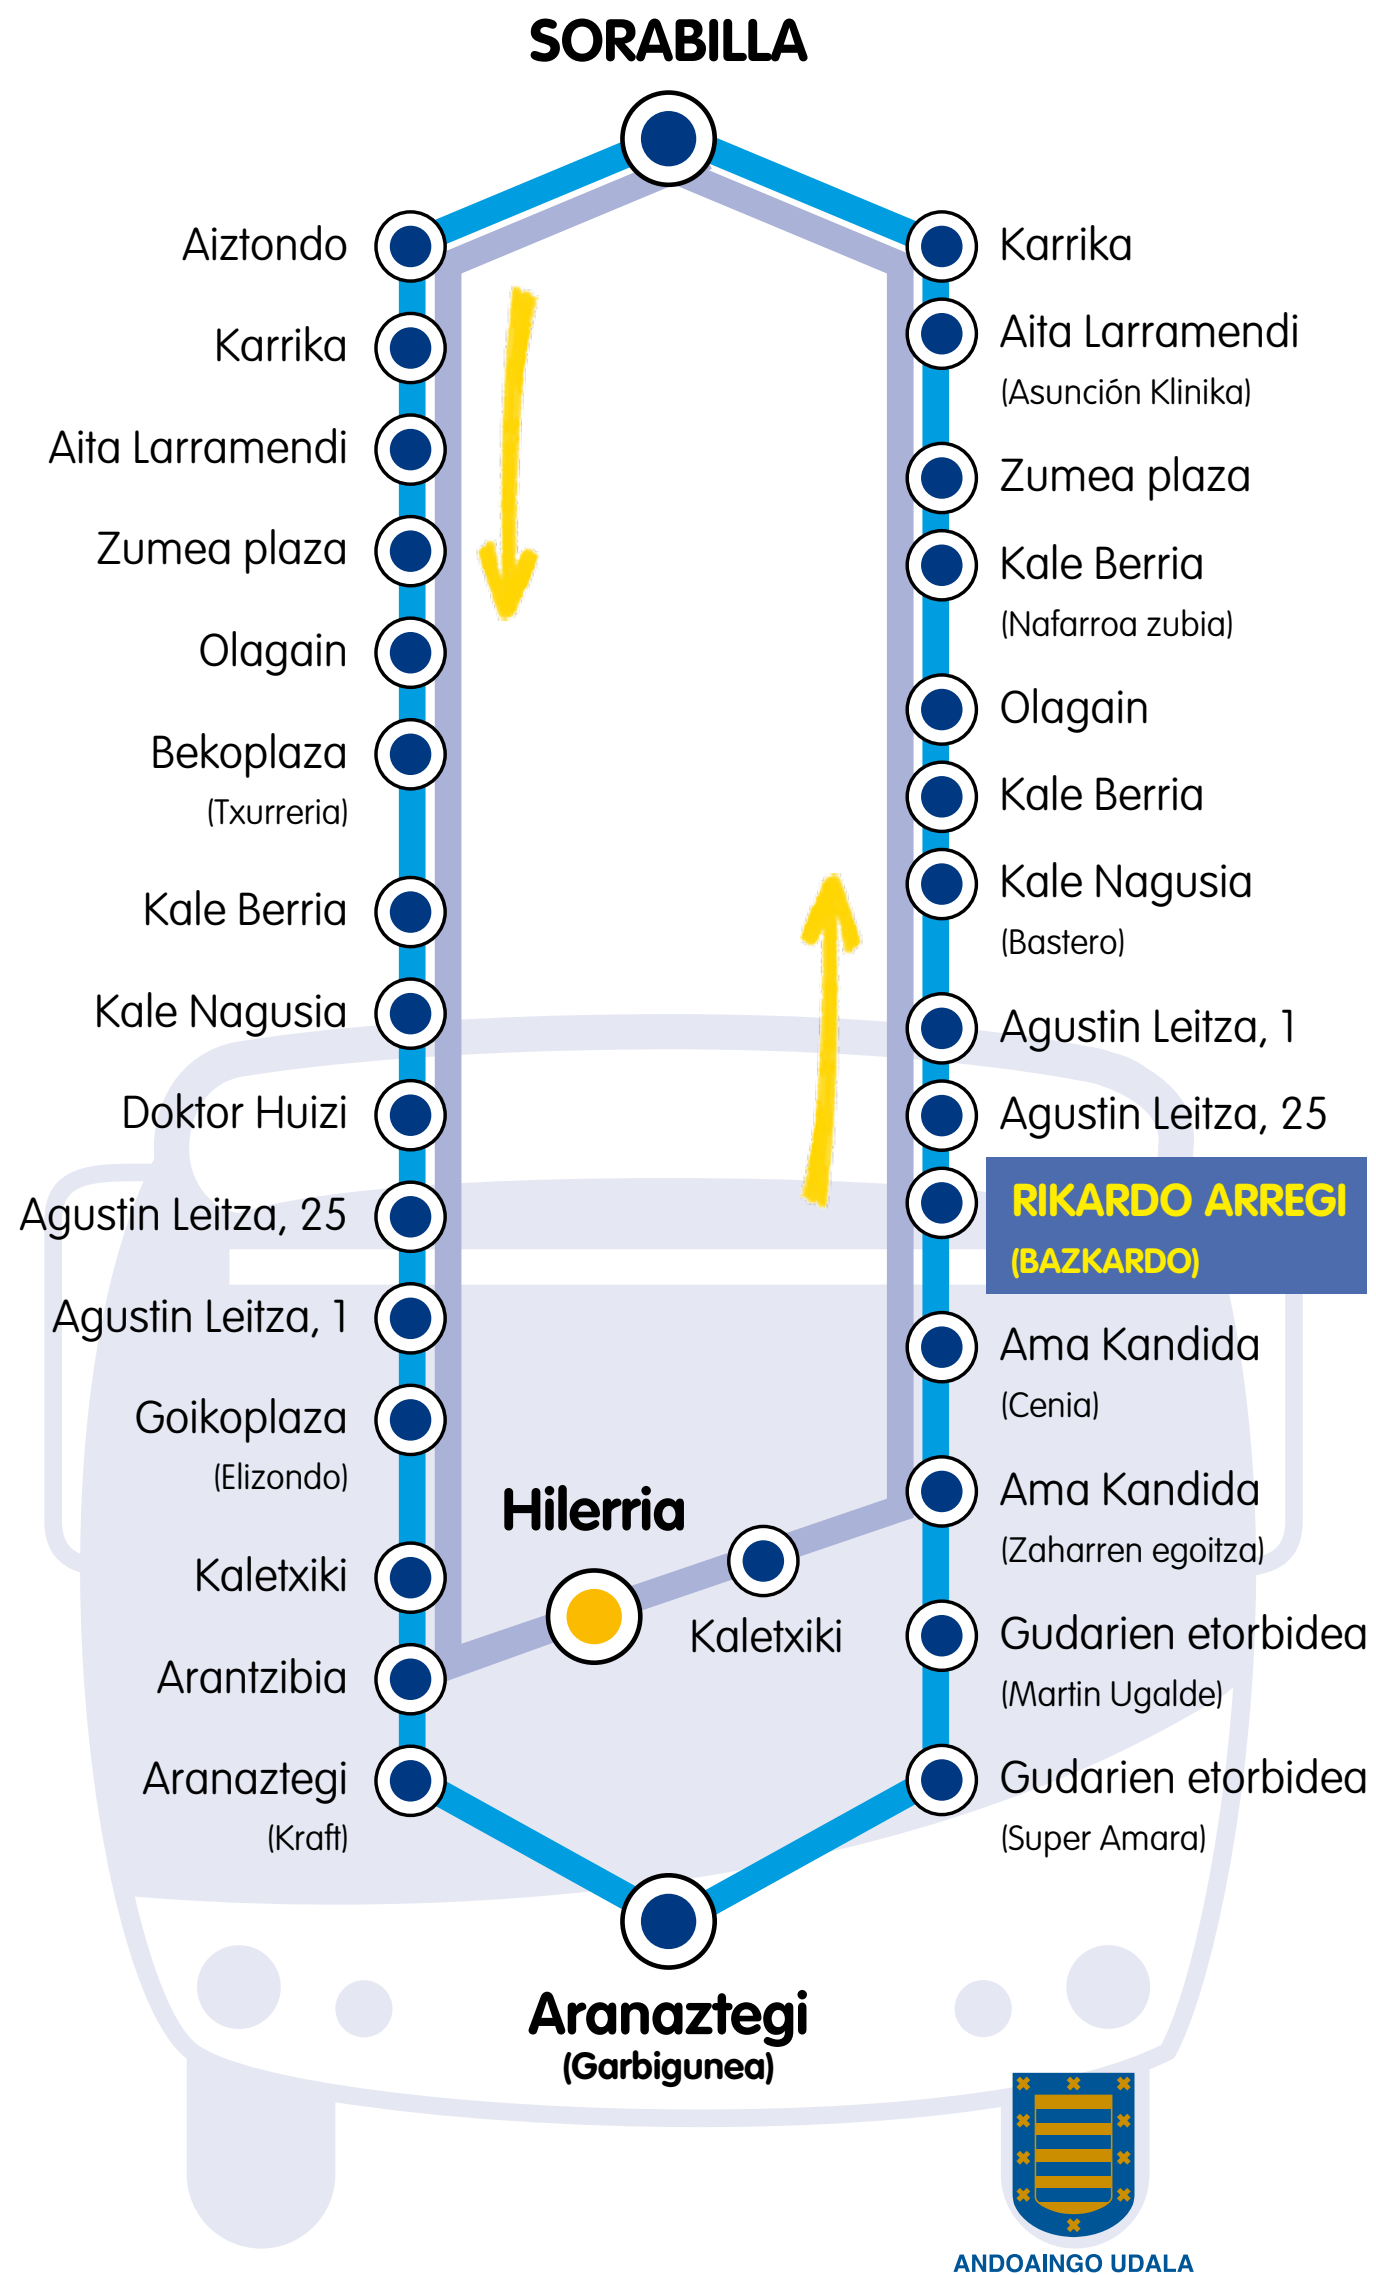 SORABILLA
Aiztondo
Karrika
Aita Larramendi
Zumea plaza
Olagain
Bekoplaza
(Txurreria)
Kale Berria
Kale Nagusia
Doktor Huizi
Agustin Leitza, 25
Agustin Leitza, 1
Goikoplaza
(Elizondo)
Kaletxiki
Arantzibia
Aranaztegi
(Kraft)
Karrika
Aita Larramendi
(Asunción Klinika)
Zumea plaza
Kale Berria
(Nafarroa zubia)
Olagain
Kale Berria
Kale Nagusia
(Bastero)
Agustin Leitza, 1
Agustin Leitza, 25
RIKARDO ARREGI
(BAZKARDO)
Ama Kandida
(Cenia)
Ama Kandida
(Zaharren egoitza)
Gudarien etorbidea
(Martin Ugalde)
Gudarien etorbidea
(Super Amara)
Hilerria
Kaletxiki
Aranaztegi
(Garbigunea)
ANDOAINGO UDALA